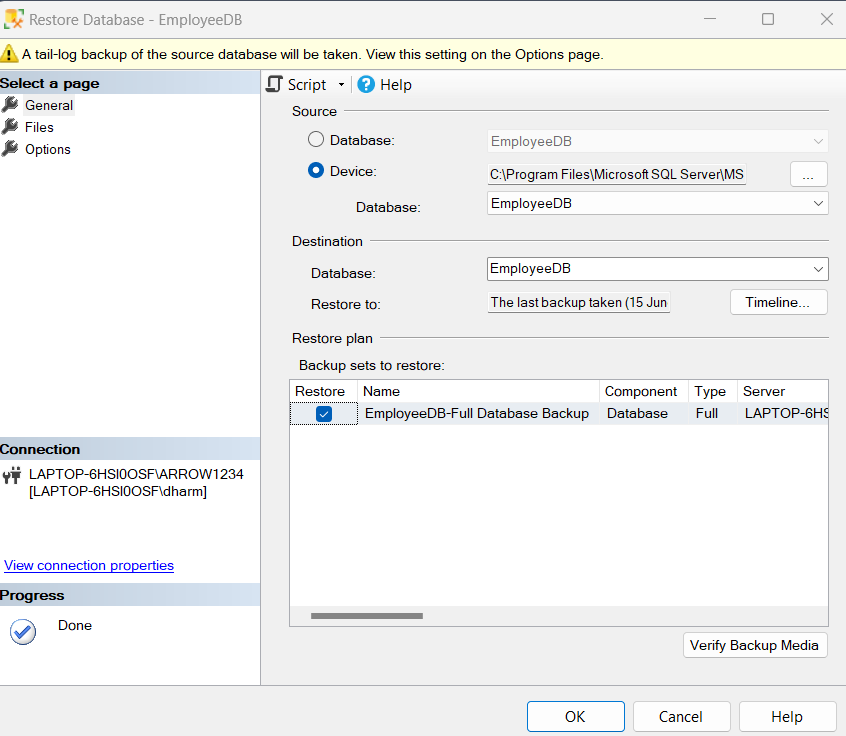 Restore Database - EmployeeDB
A tail-log backup of the source database will be taken. View this setting on the Options page.
Select a page
General
Files
Options
Script
Help
Source
Database:
EmployeeDB
Device:
C:\Program Files\Microsoft SQL Server\MS
...
Database:
EmployeeDB
Destination
Database:
EmployeeDB
Restore to:
The last backup taken (15 Jun
Timeline...
Restore plan
Backup sets to restore:
Restore Name Component Type Server
EmployeeDB-Full Database Backup Database Full LAPTOP-6HS
Connection
LAPTOP-6HSI0OSF\ARROW1234
[LAPTOP-6HSI0OSF\dharm]
View connection properties
Progress
Done
Verify Backup Media
OK
Cancel
Help